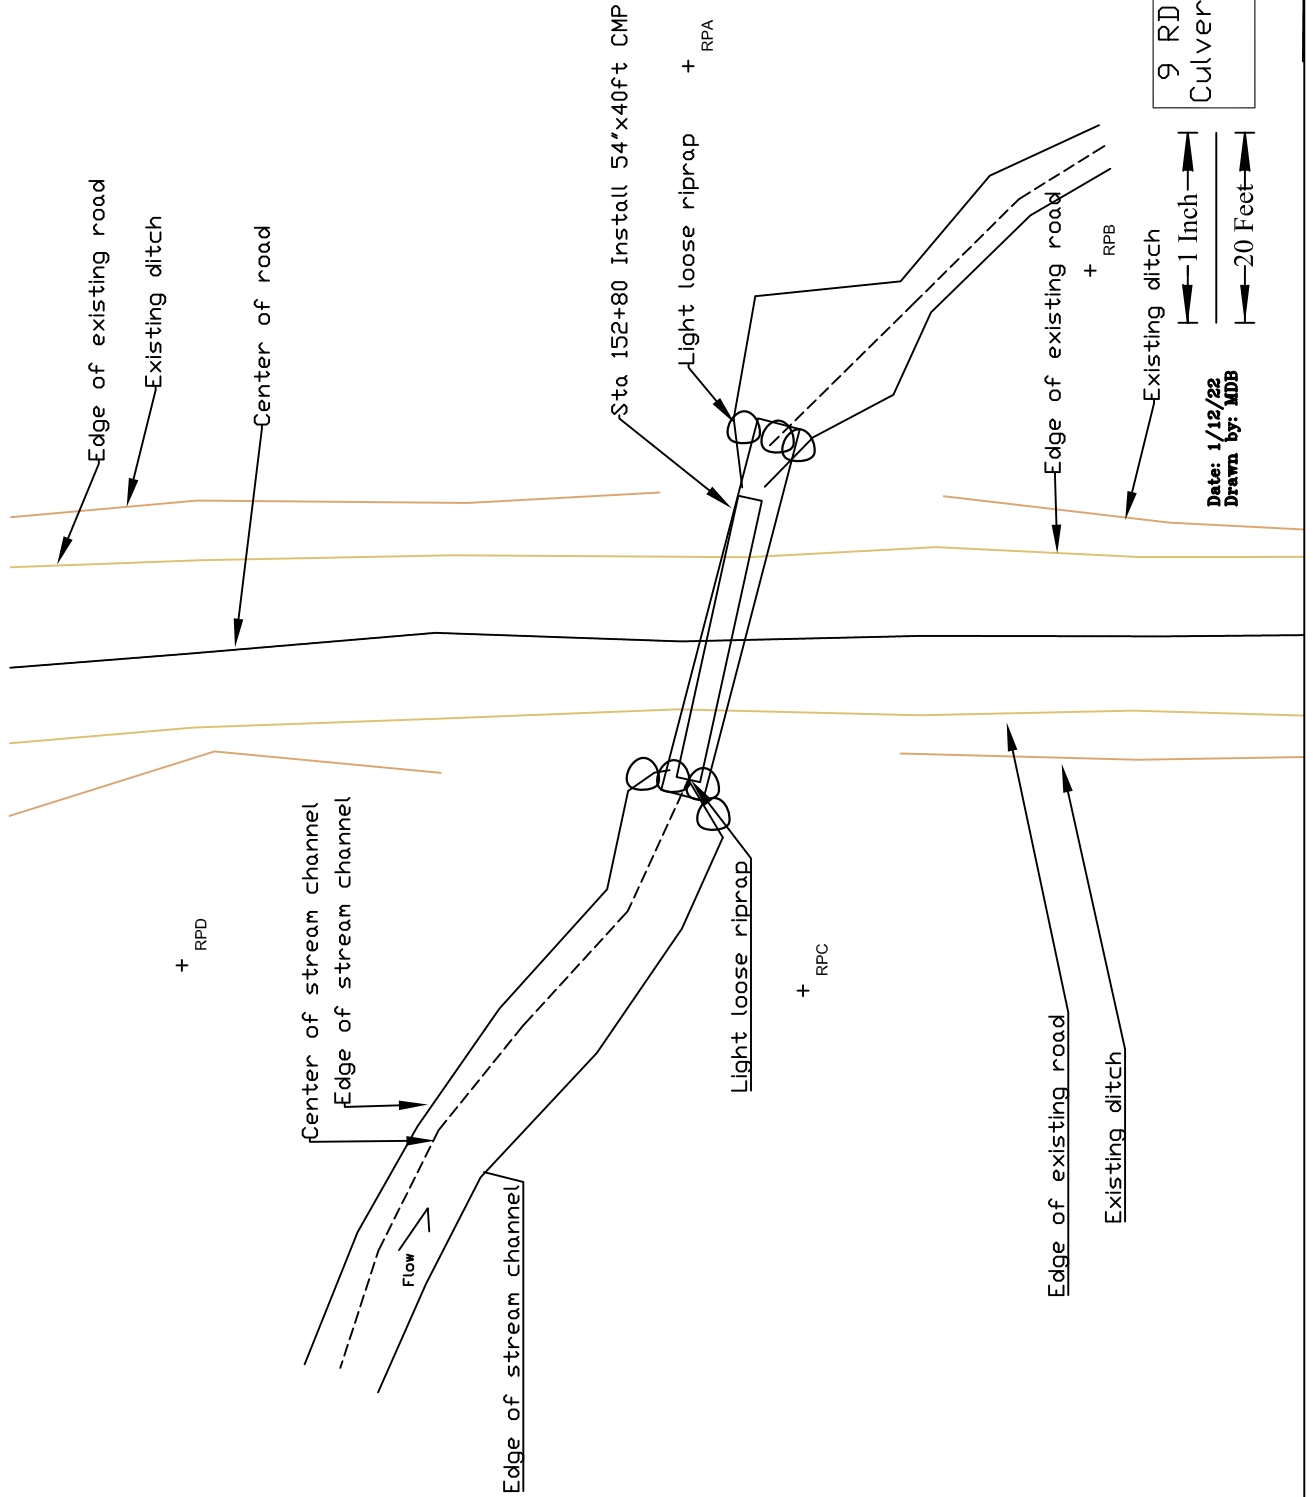 Edge of existing road
Existing ditch
Center of road
Sta 152+80 Install 54"x40ft CMP
Light loose riprap
+ RPA
9 RD
Culver
1 Inch
20 Feet
Edge of existing road
+ RPB
Existing ditch
Date: 1/12/22
Drawn by: MDB
+ RPD
Center of stream channel
Edge of stream channel
Light loose riprap
+ RPC
Flow
Edge of stream channel
Edge of existing road
Existing ditch